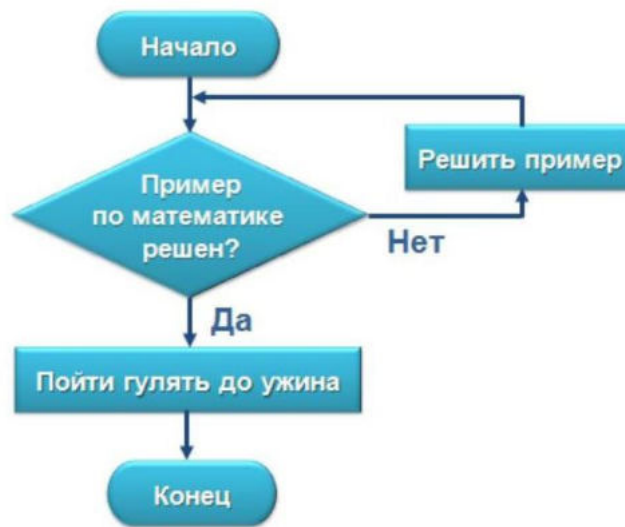 Начало
Решить пример
Пример
по математике
решен?
Нет
Да
Пойти гулять до ужина
Конец